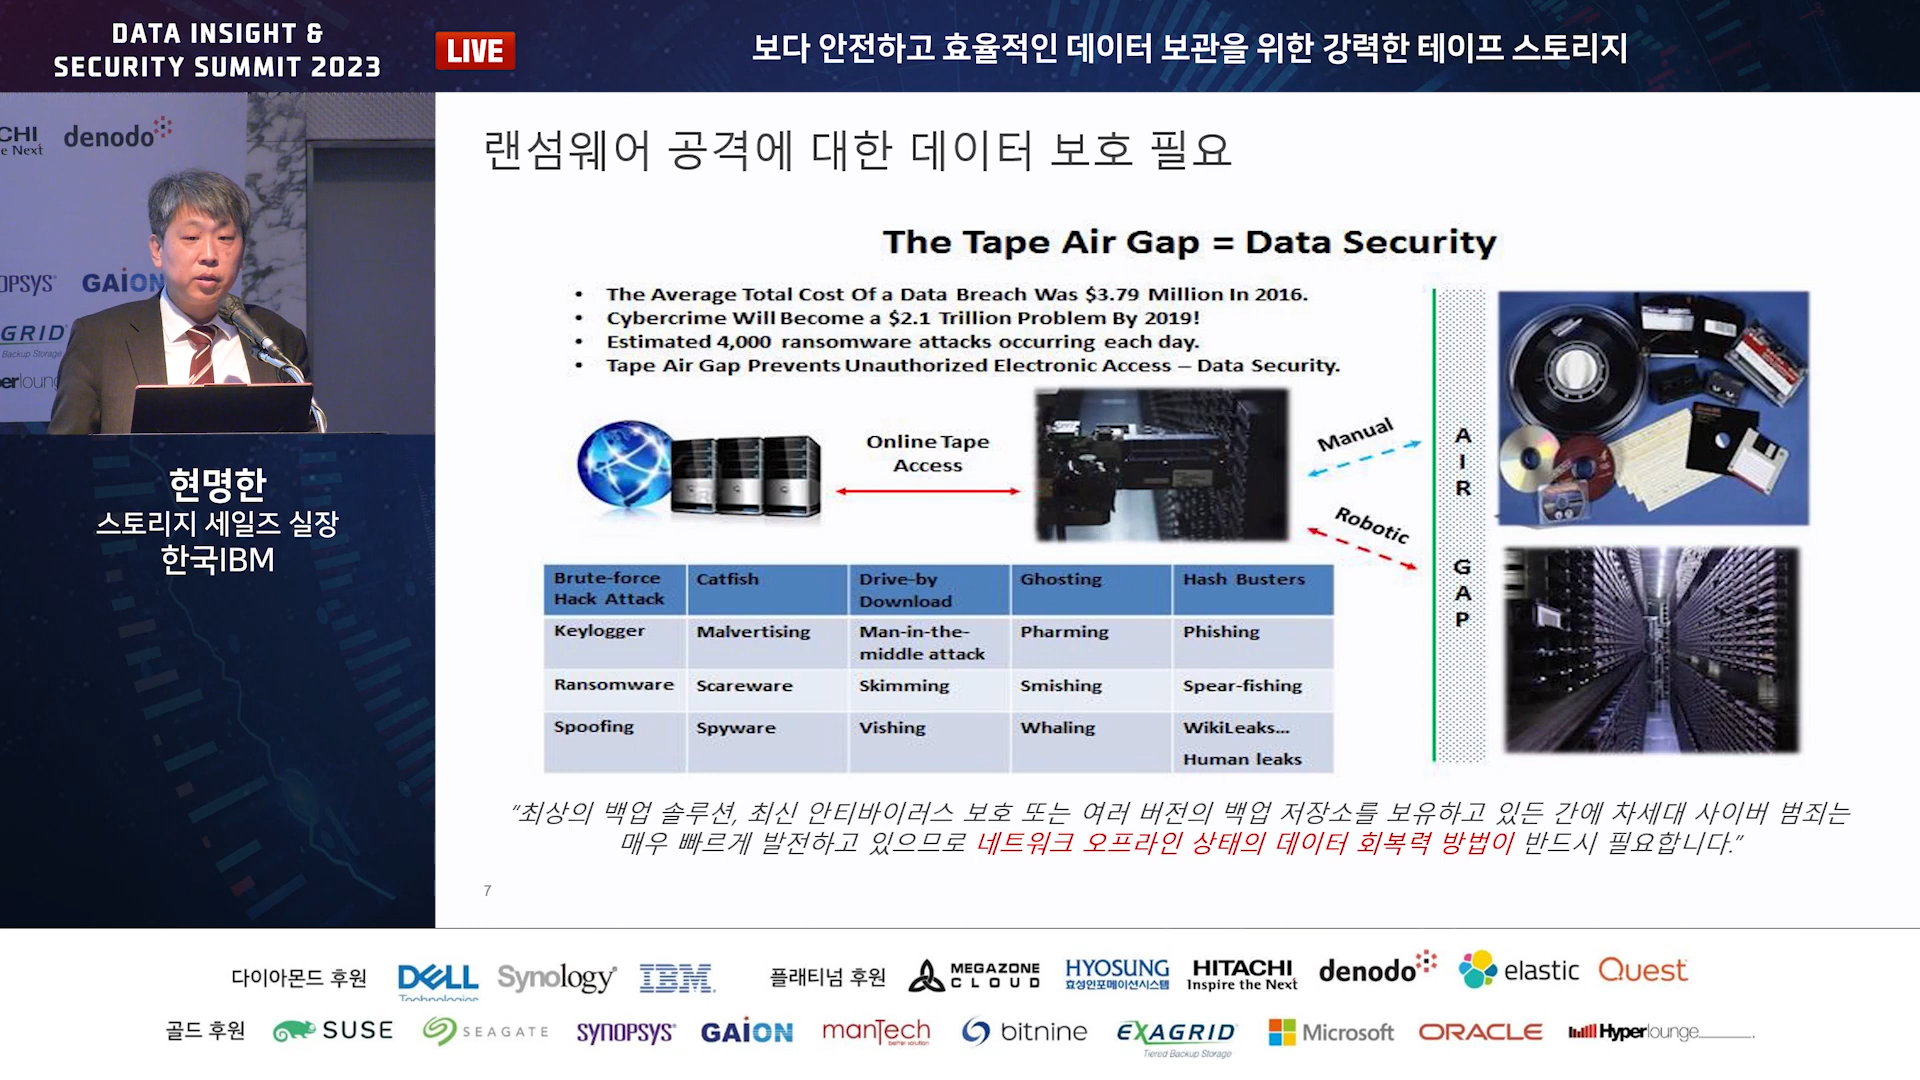 DATA INSIGHT &
SECURITY SUMMIT 2023
LIVE
보다 안전하고 효율적인 데이터 보관을 위한 강력한 테이프 스토리지
CHI
e Next
denodo
OPSYS
GAION
GRID
Backup Storage
erloung
현명한
스토리지 세일즈 실장
한국IBM
랜섬웨어 공격에 대한 데이터 보호 필요
The Tape Air Gap = Data Security
• The Average Total Cost Of a Data Breach Was $3.79 Million In 2016.
• Cybercrime Will Become a $2.1 Trillion Problem By 2019!
• Estimated 4,000 ransomware attacks occurring each day.
• Tape Air Gap Prevents Unauthorized Electronic Access – Data Security.
Online Tape
Access
Manual
Robotic
AIR
GAP
Brute-force Hack Attack Catfish Drive-by Download Ghosting Hash Busters
Keylogger Malvertising Man-in-the-middle attack Pharming Phishing
Ransomware Scareware Skimming Smishing Spear-fishing
Spoofing Spyware Vishing Whaling WikiLeaks... Human leaks
"최상의 백업 솔루션, 최신 안티바이러스 보호 또는 여러 버전의 백업 저장소를 보유하고 있든 간에 차세대 사이버 범죄는
매우 빠르게 발전하고 있으므로 네트워크 오프라인 상태의 데이터 회복력 방법이 반드시 필요합니다."
7
다이아몬드 후원 DELL Technologies Synology IBM 플래티넘 후원 MEGAZONE CLOUD HYOSUNG 효성인포메이션시스템 HITACHI Inspire the Next denodo elastic Quest
골드 후원 SUSE SEAGATE SYNOPSYS GAION manTech better solution bitnine EXAGRID Tiered Backup Storage Microsoft ORACLE Hyperlounge